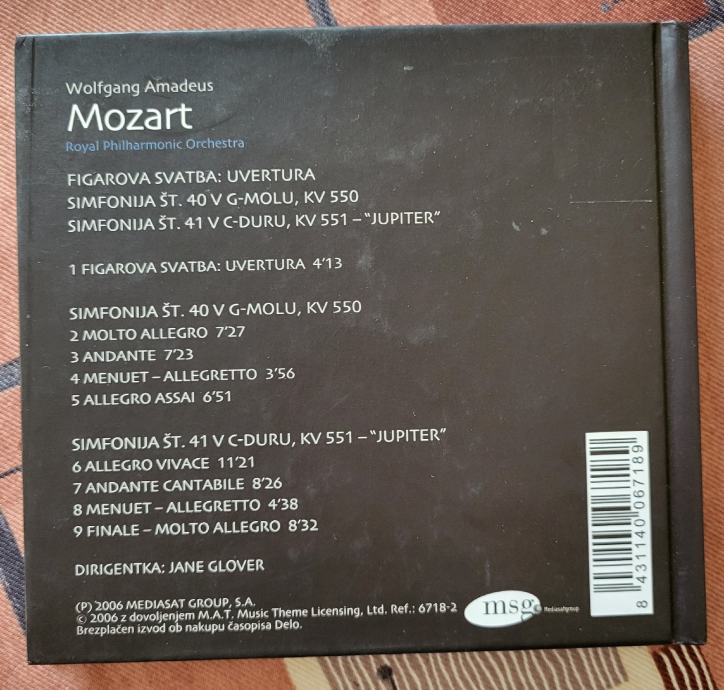 Wolfgang Amadeus
Mozart
Royal Philharmonic Orchestra
FIGAROVA SVATBA: UVERTURA
SIMFONIJA ŠT. 40 V G-MOLU, KV 550
SIMFONIJA ŠT. 41 V C-DURU, KV 551 – "JUPITER"
1 FIGAROVA SVATBA: UVERTURA 4'13
SIMFONIJA ŠT. 40 V G-MOLU, KV 550
2 MOLTO ALLEGRO 7'27
3 ANDANTE 7'23
4 MENUET – ALLEGRETTO 3'56
5 ALLEGRO ASSAI 6'51
SIMFONIJA ŠT. 41 V C-DURU, KV 551 – "JUPITER"
6 ALLEGRO VIVACE 11'21
7 ANDANTE CANTABILE 8'26
8 MENUET – ALLEGRETTO 4'38
9 FINALE – MOLTO ALLEGRO 8'32
DIRIGENTKA: JANE GLOVER
(P) 2006 MEDIASAT GROUP, S.A.
© 2006 z dovoljenjem M.A.T. Music Theme Licensing, Ltd. Ref.: 6718-2
Brezplačen izvod ob nakupu časopisa Delo.
msg Mediasatgroup
8 431140 067189